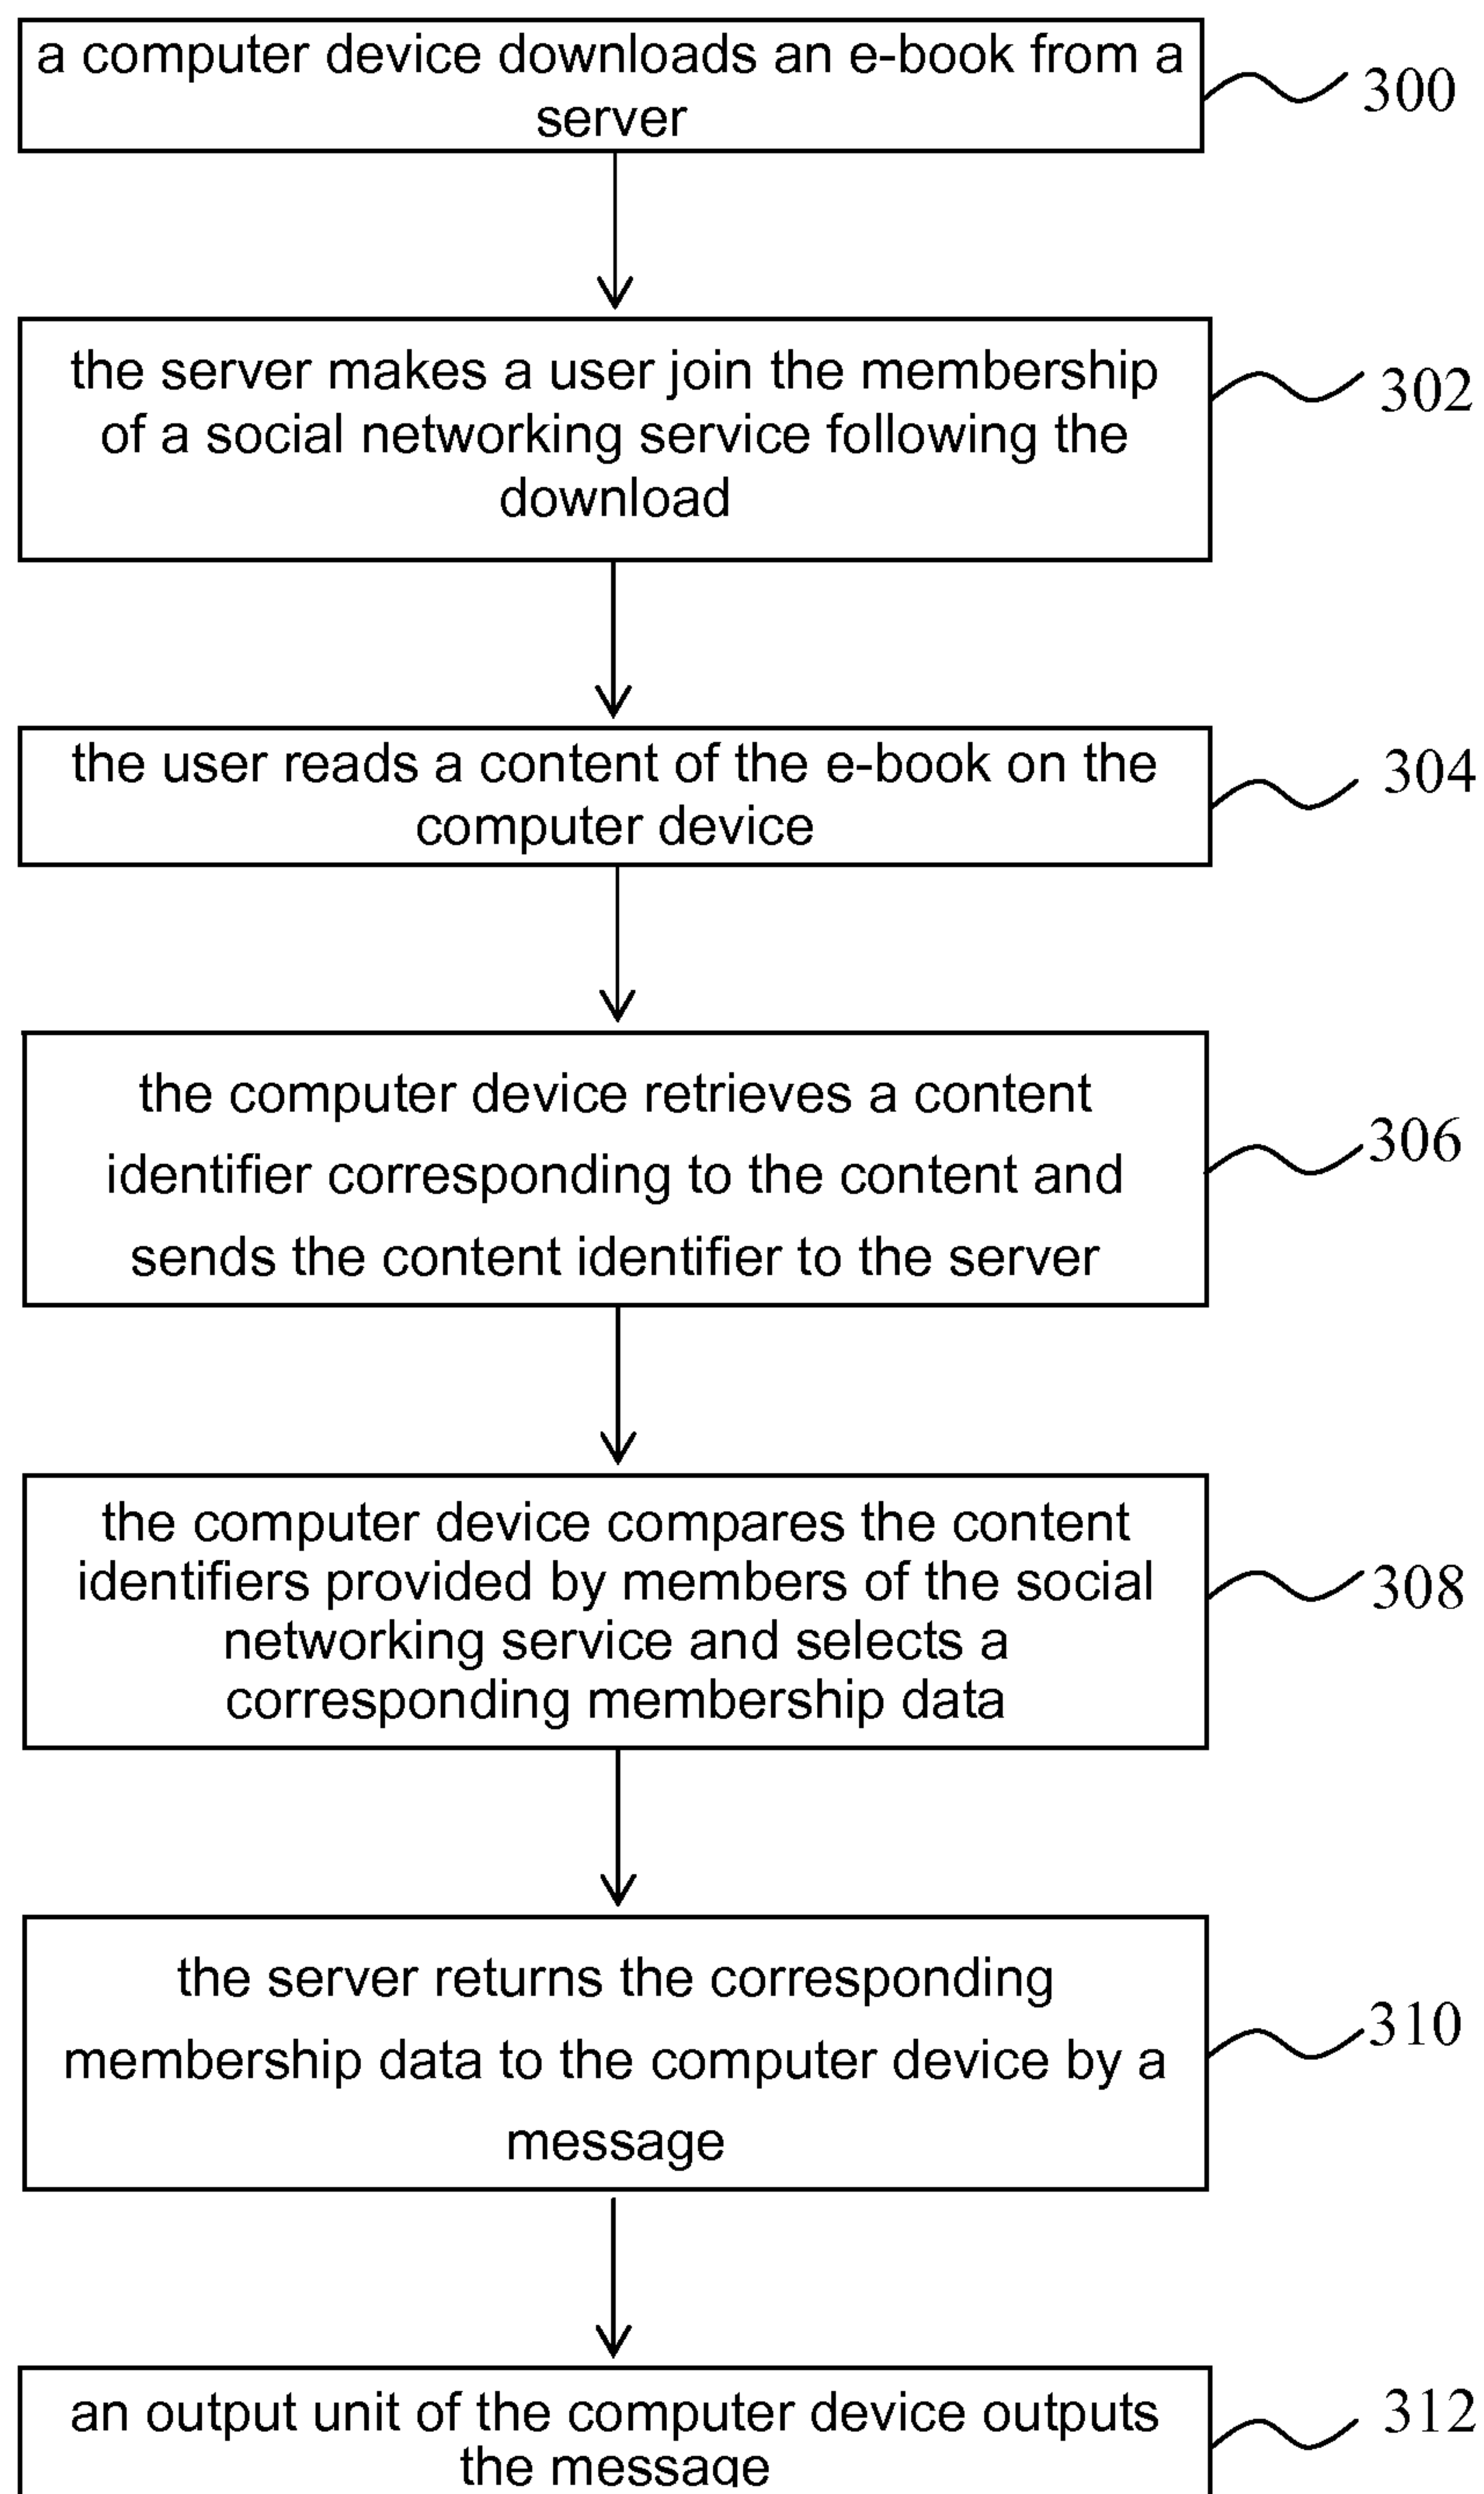 a computer device downloads an e-book from a
server
300
the server makes a user join the membership
of a social networking service following the
download
302
the user reads a content of the e-book on the
computer device
304
the computer device retrieves a content
identifier corresponding to the content and
sends the content identifier to the server
306
the computer device compares the content
identifiers provided by members of the social
networking service and selects a
corresponding membership data
308
the server returns the corresponding
membership data to the computer device by a
message
310
an output unit of the computer device outputs
the message
312